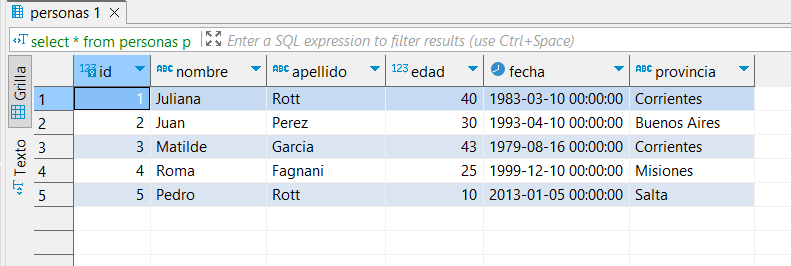 personas 1
select * from personas p Enter a SQL expression to filter results (use Ctrl+Space)
Grilla
Texto
123 id ABC nombre ABC apellido 123 edad fecha ABC provincia
1 1 Juliana Rott 40 1983-03-10 00:00:00 Corrientes
2 2 Juan Perez 30 1993-04-10 00:00:00 Buenos Aires
3 3 Matilde Garcia 43 1979-08-16 00:00:00 Corrientes
4 4 Roma Fagnani 25 1999-12-10 00:00:00 Misiones
5 5 Pedro Rott 10 2013-01-05 00:00:00 Salta